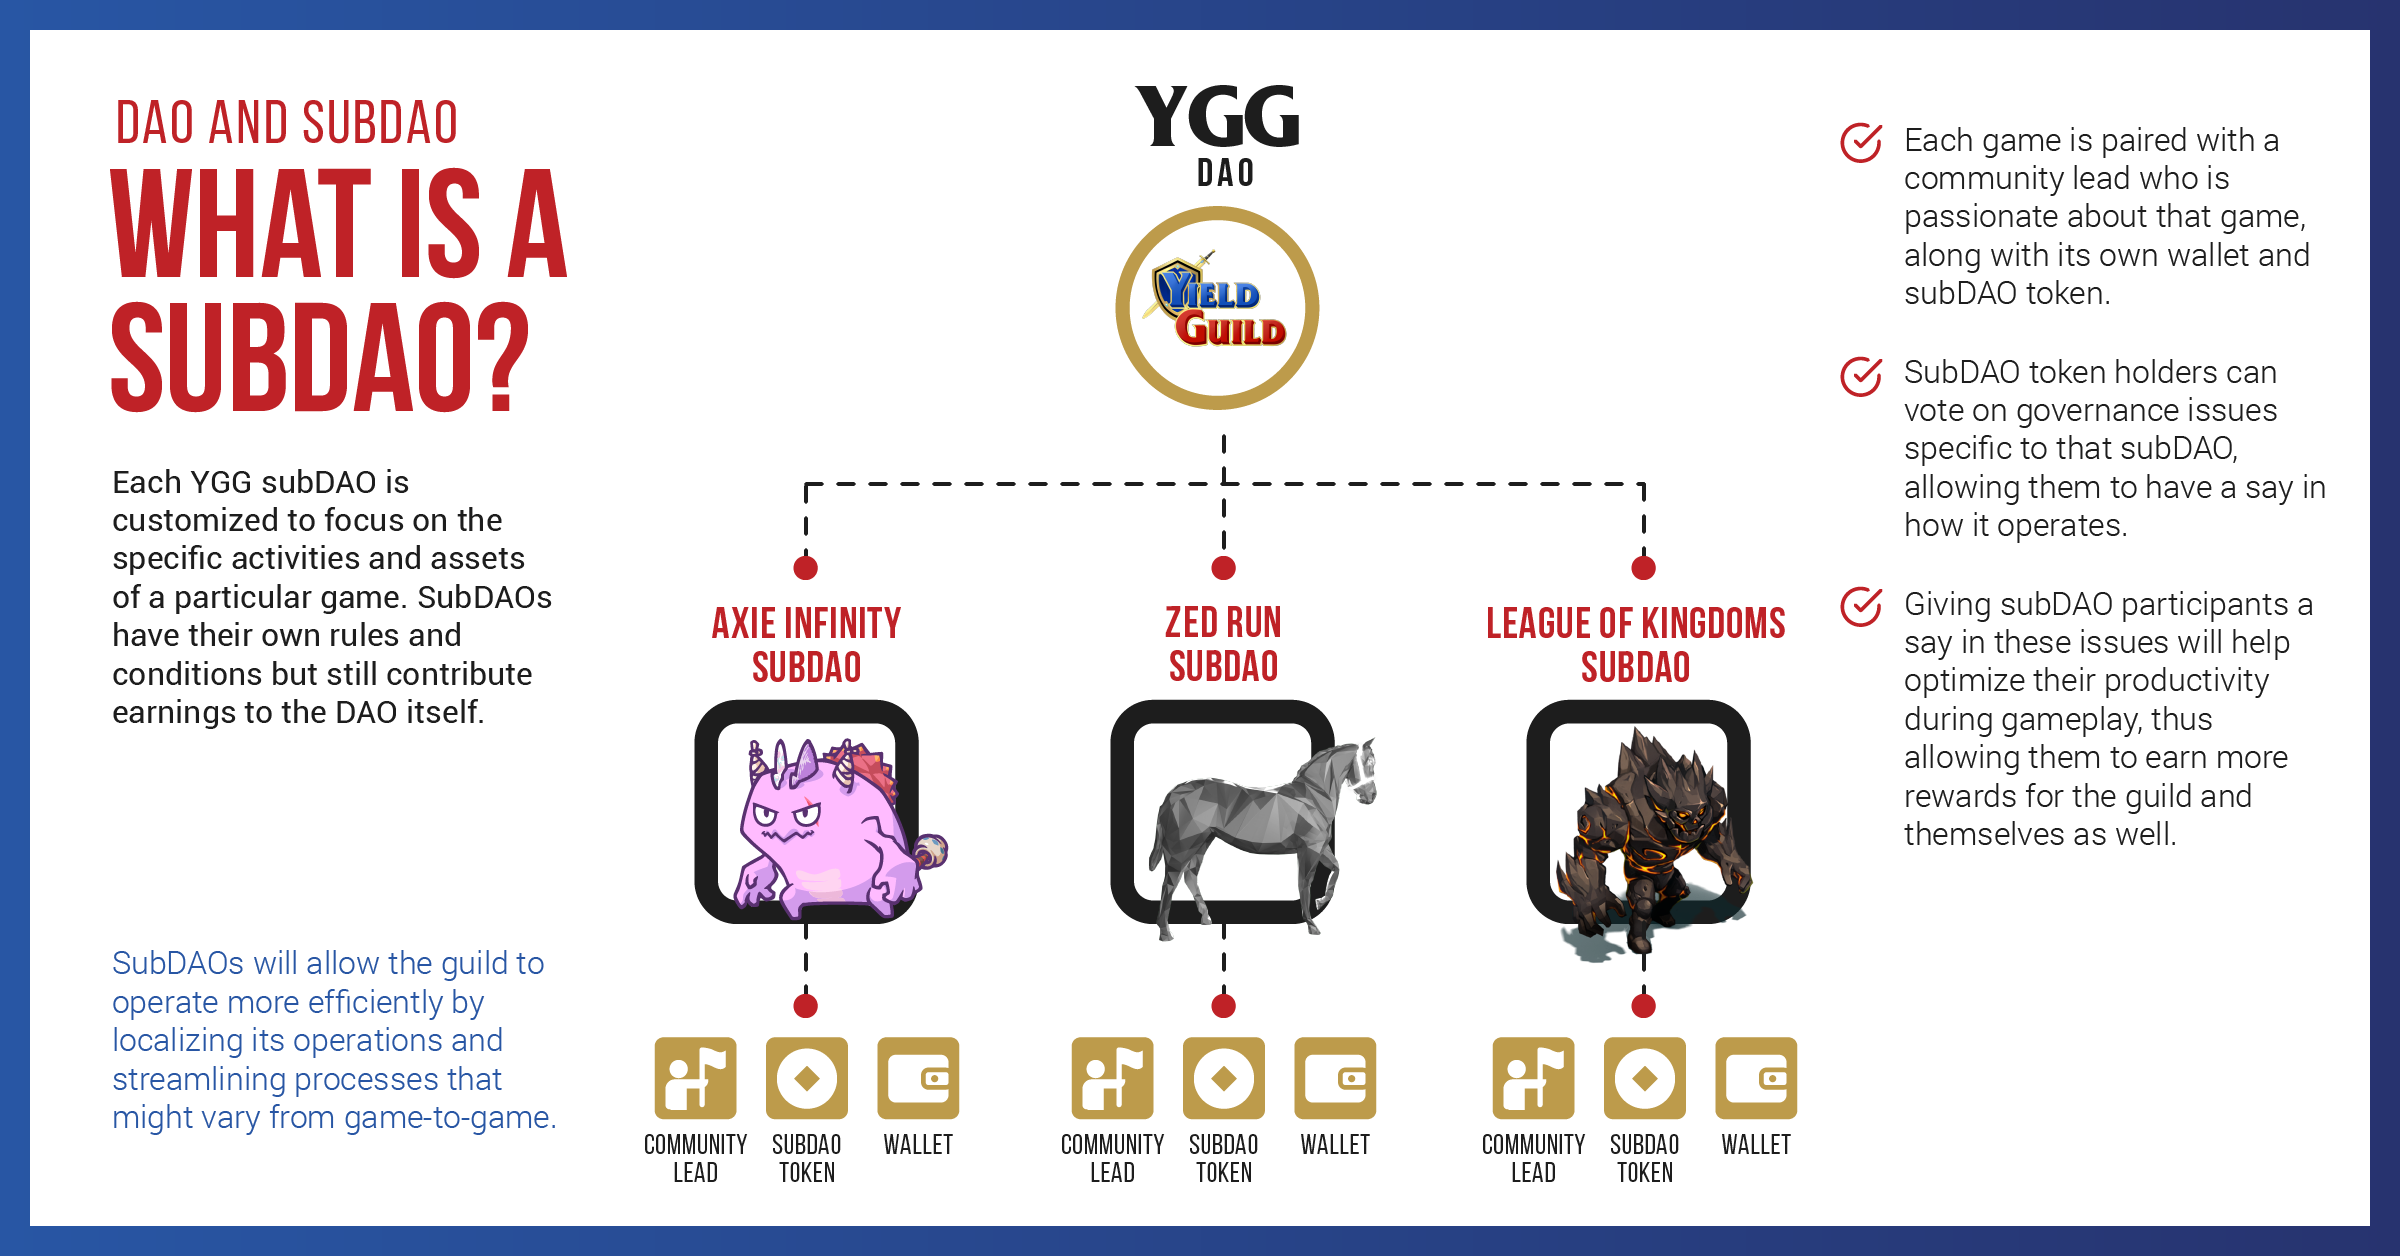 DAO AND SUBDAO
WHAT IS A
SUBDAO?
Each YGG subDAO is
customized to focus on the
specific activities and assets
of a particular game. SubDAOs
have their own rules and
conditions but still contribute
earnings to the DAO itself.
SubDAOs will allow the guild to
operate more efficiently by
localizing its operations and
streamlining processes that
might vary from game-to-game.
YGG
DAO
YIELD
GUILD
AXIE INFINITY
SUBDAO
ZED RUN
SUBDAO
LEAGUE OF KINGDOMS
SUBDAO
COMMUNITY
LEAD
SUBDAO
TOKEN
WALLET
COMMUNITY
LEAD
SUBDAO
TOKEN
WALLET
COMMUNITY
LEAD
SUBDAO
TOKEN
WALLET
Each game is paired with a
community lead who is
passionate about that game,
along with its own wallet and
subDAO token.
SubDAO token holders can
vote on governance issues
specific to that subDAO,
allowing them to have a say in
how it operates.
Giving subDAO participants a
say in these issues will help
optimize their productivity
during gameplay, thus
allowing them to earn more
rewards for the guild and
themselves as well.